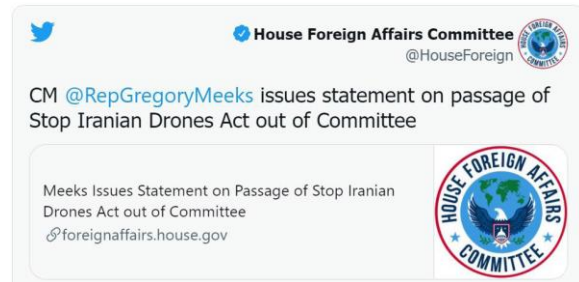 House Foreign Affairs Committee
@HouseForeign
CM @RepGregoryMeeks issues statement on passage of
Stop Iranian Drones Act out of Committee
Meeks Issues Statement on Passage of Stop Iranian
Drones Act out of Committee
foreignaffairs.house.gov
HOUSE FOREIGN AFFAIRS
COMMITTEE